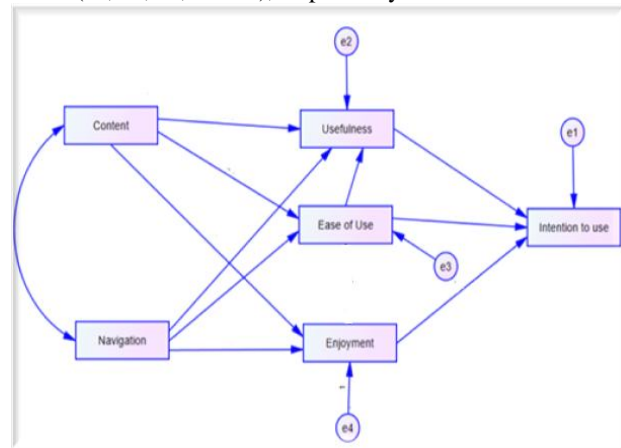 e2
Content
Usefulness
e1
Ease of Use
Intention to use
e3
Navigation
Enjoyment
e4